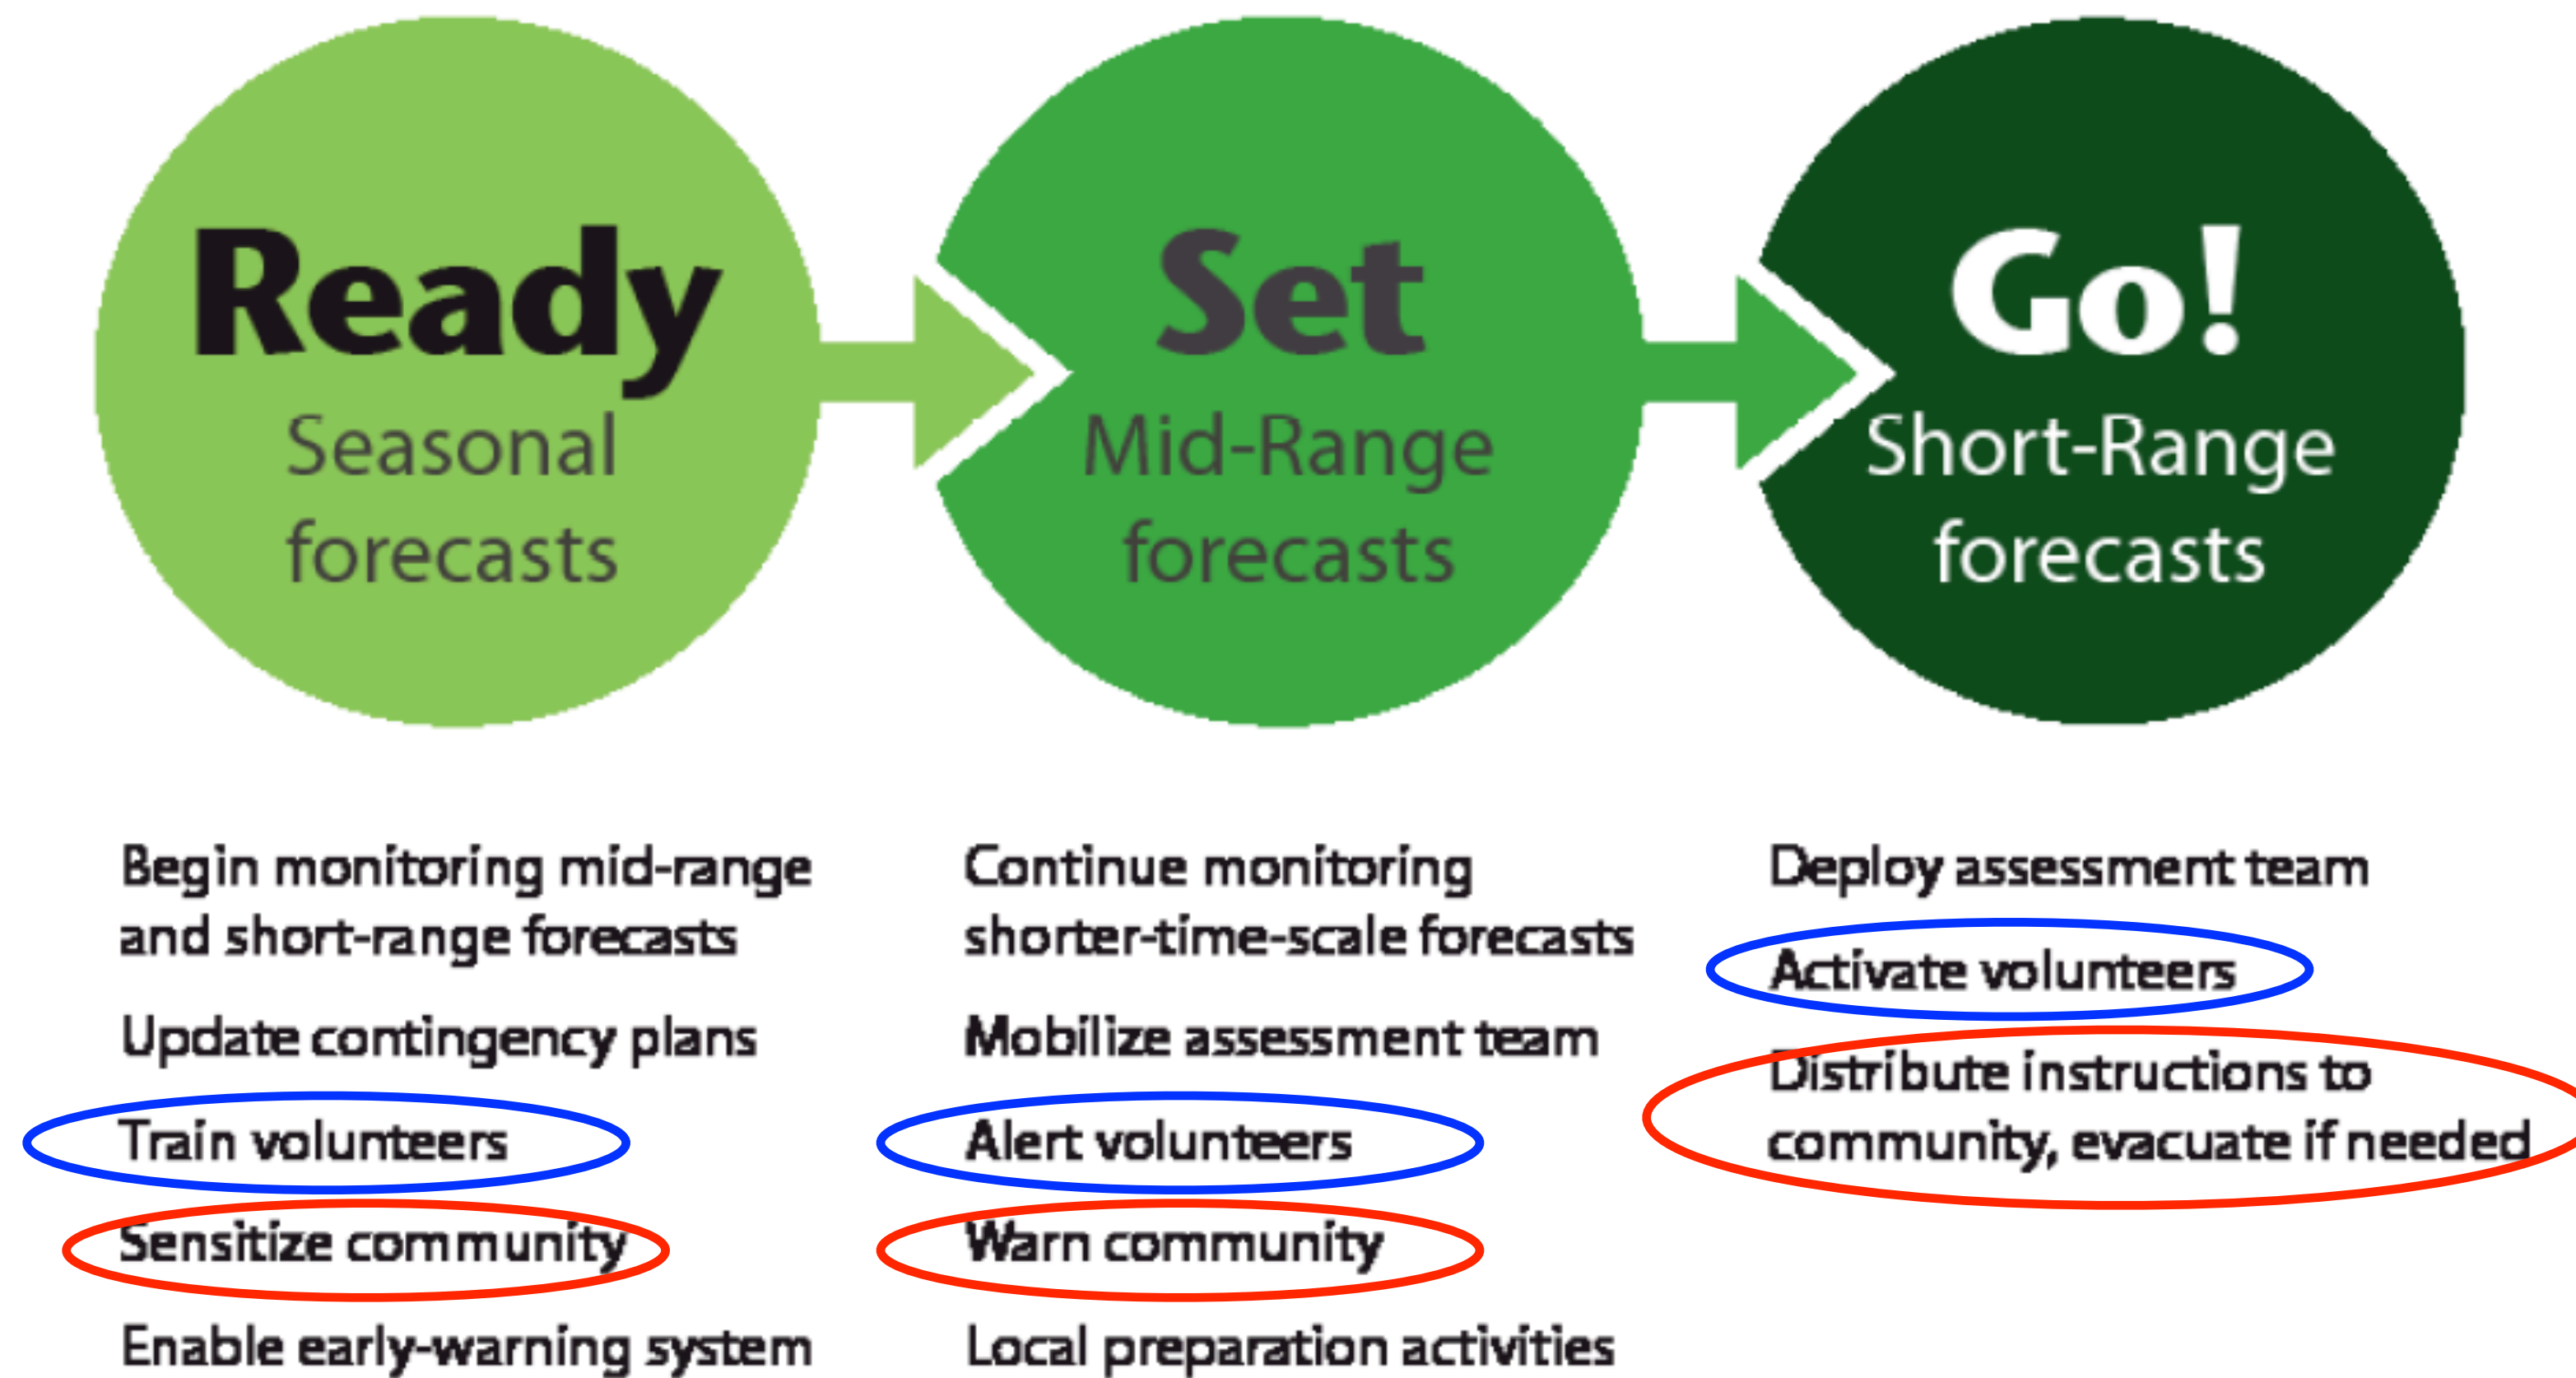 Ready
Seasonal
forecasts
Set
Mid-Range
forecasts
Go!
Short-Range
forecasts
Begin monitoring mid-range
and short-range forecasts
Update contingency plans
Train volunteers
Sensitize community
Enable early-warning system
Continue monitoring
shorter-time-scale forecasts
Mobilize assessment team
Alert volunteers
Warn community
Local preparation activities
Deploy assessment team
Activate volunteers
Distribute instructions to
community, evacuate if needed